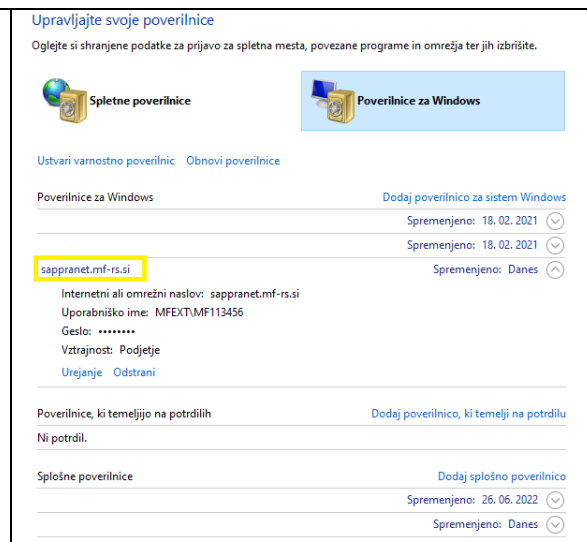 Upravljajte svoje poverilnice
Oglejte si shranjene podatke za prijavo za spletna mesta, povezane programe in omrežja ter jih izbrišite.
Spletne poverilnice
Poverilnice za Windows
Ustvari varnostno poverilnic Obnovi poverilnice
Poverilnice za Windows Dodaj poverilnico za sistem Windows
Spremenjeno: 18. 02. 2021
Spremenjeno: 18. 02. 2021
sappranet.mf-rs.si Spremenjeno: Danes
Internetni ali omrežni naslov: sappranet.mf-rs.si
Uporabniško ime: MFEXT\MF113456
Geslo: ••••••••
Vztrajnost: Podjetje
Urejanje Odstrani
Poverilnice, ki temeljijo na potrdilih Dodaj poverilnico, ki temelji na potrdilu
Ni potrdil.
Splošne poverilnice Dodaj splošno poverilnico
Spremenjeno: 26. 06. 2022
Spremenjeno: Danes